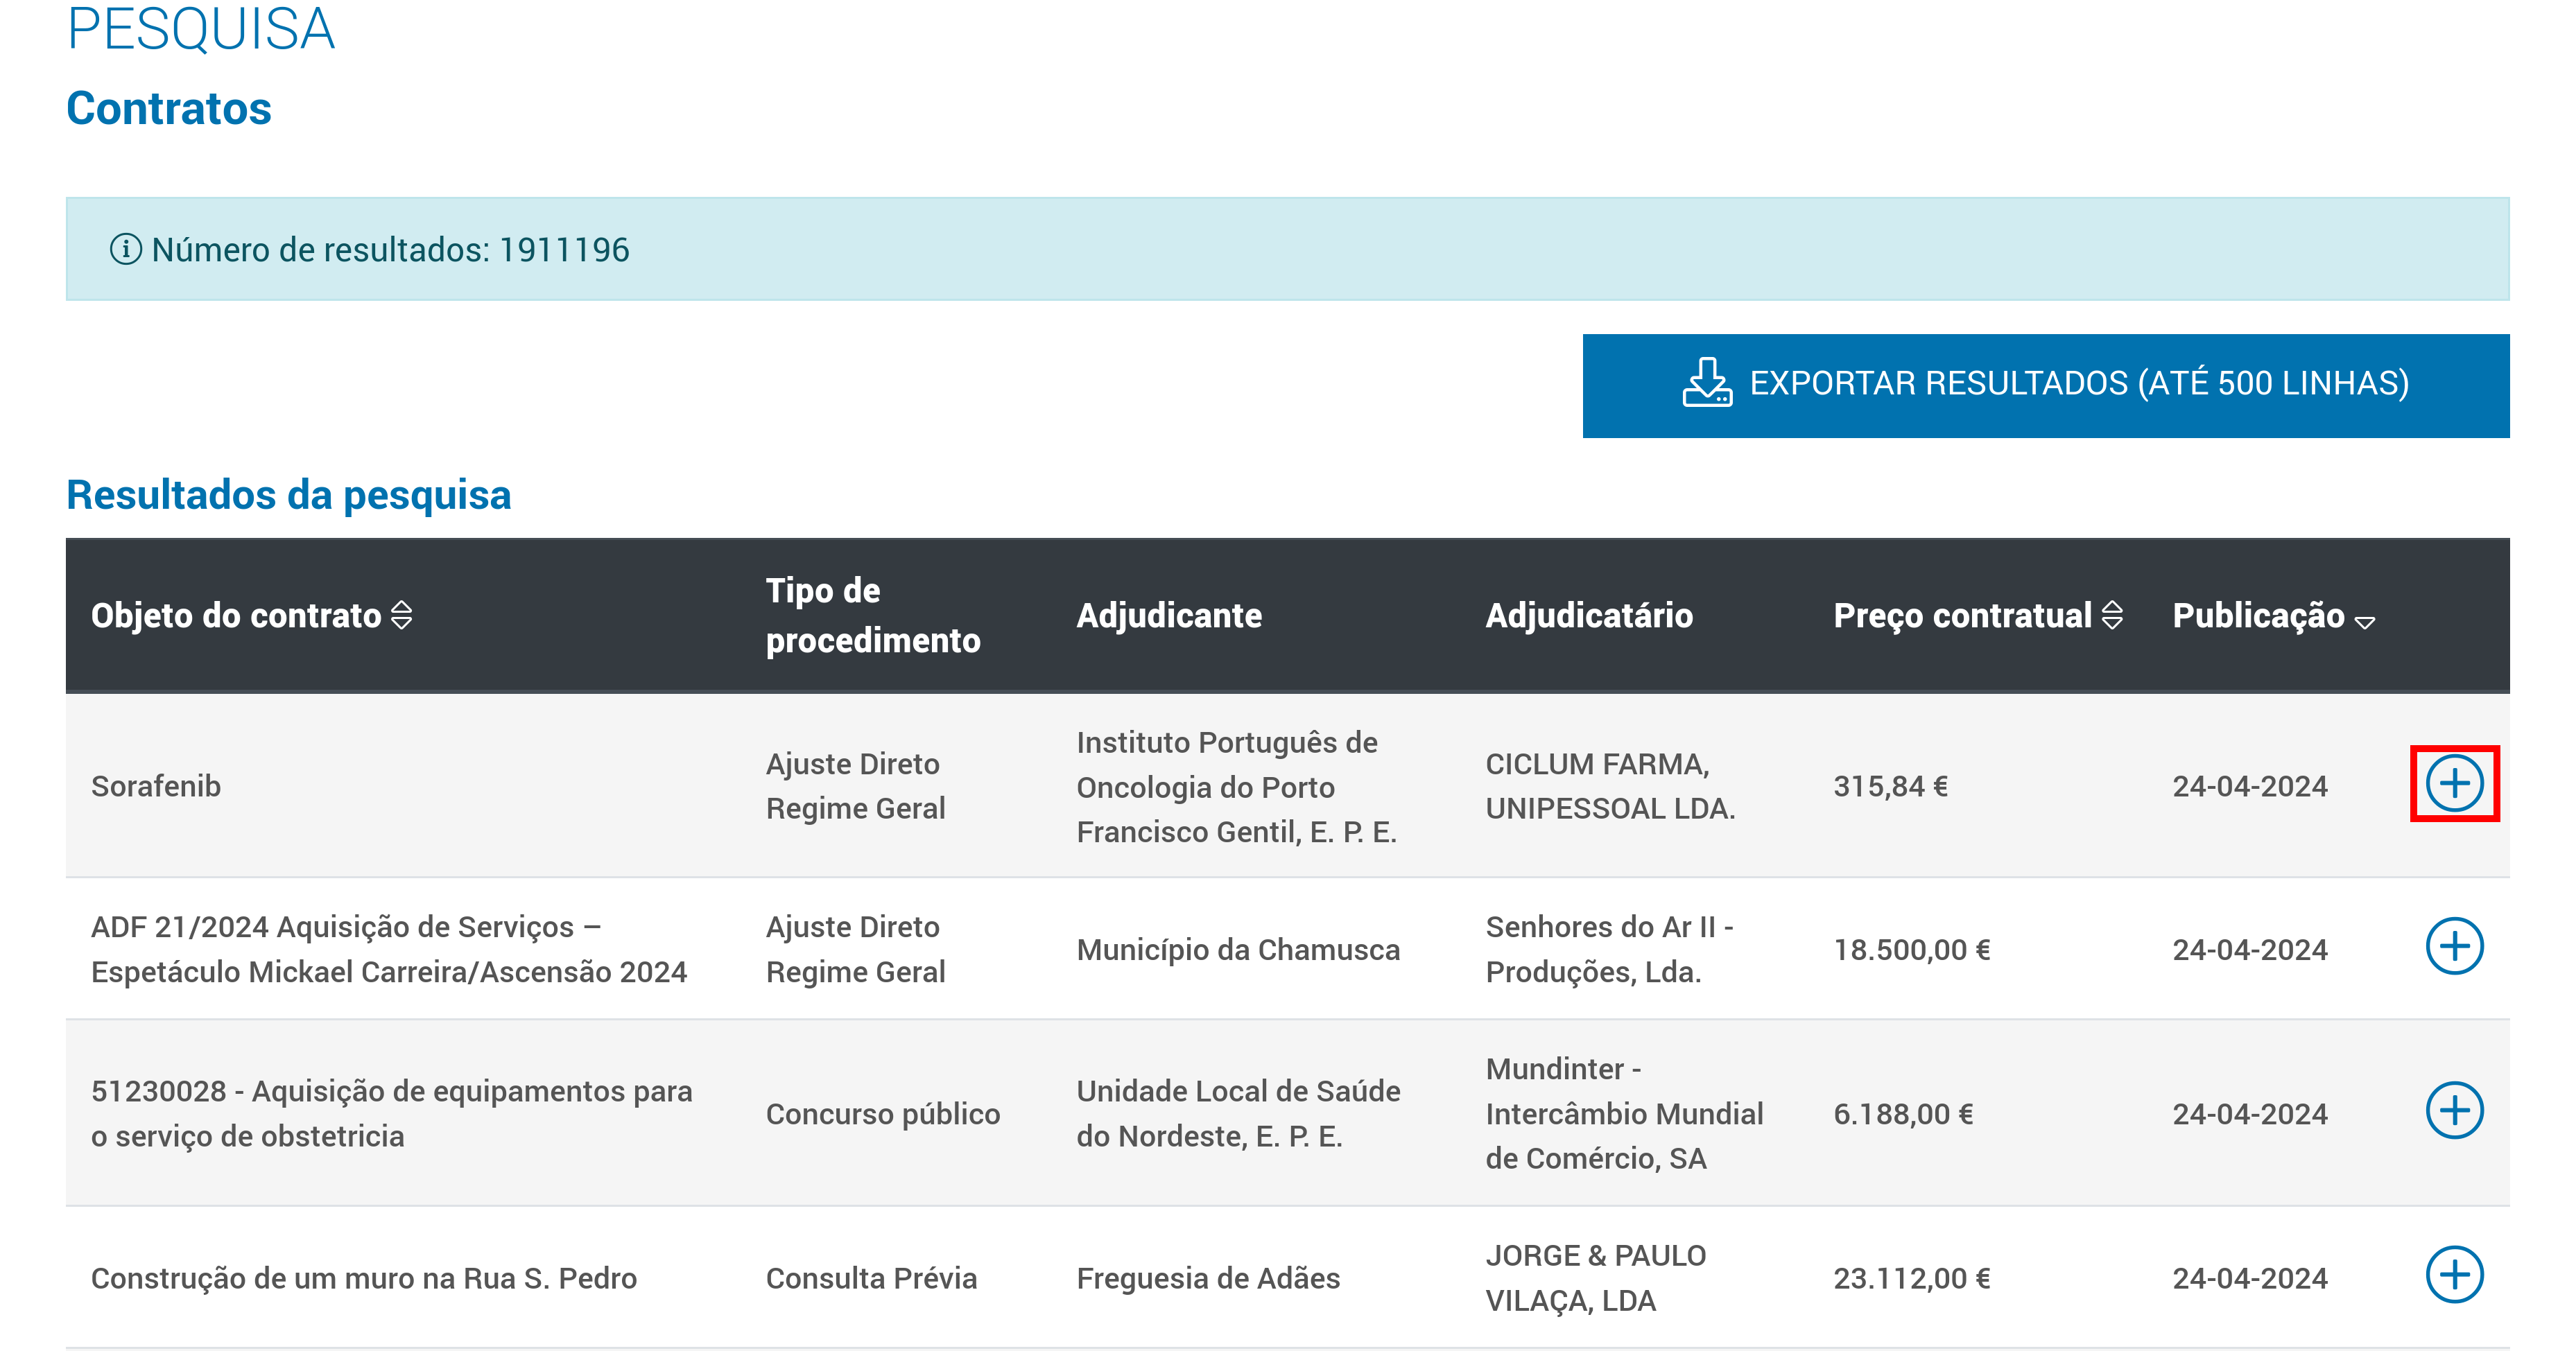 PESQUISA
Contratos
Número de resultados: 1911196
EXPORTAR RESULTADOS (ATÉ 500 LINHAS)
Resultados da pesquisa
Objeto do contrato
Tipo de
procedimento
Adjudicante
Adjudicatário
Preço contratual
Publicação
Sorafenib
Ajuste Direto
Regime Geral
Instituto Português de
Oncologia do Porto
Francisco Gentil, E. P. E.
CICLUM FARMA,
UNIPESSOAL LDA.
315,84 €
24-04-2024
ADF 21/2024 Aquisição de Serviços –
Espetáculo Mickael Carreira/Ascensão 2024
Ajuste Direto
Regime Geral
Município da Chamusca
Senhores do Ar II -
Produções, Lda.
18.500,00 €
24-04-2024
51230028 - Aquisição de equipamentos para
o serviço de obstetricia
Concurso público
Unidade Local de Saúde
do Nordeste, E. P. E.
Mundinter -
Intercâmbio Mundial
de Comércio, SA
6.188,00 €
24-04-2024
Construção de um muro na Rua S. Pedro
Consulta Prévia
Freguesia de Adães
JORGE & PAULO
VILAÇA, LDA
23.112,00 €
24-04-2024